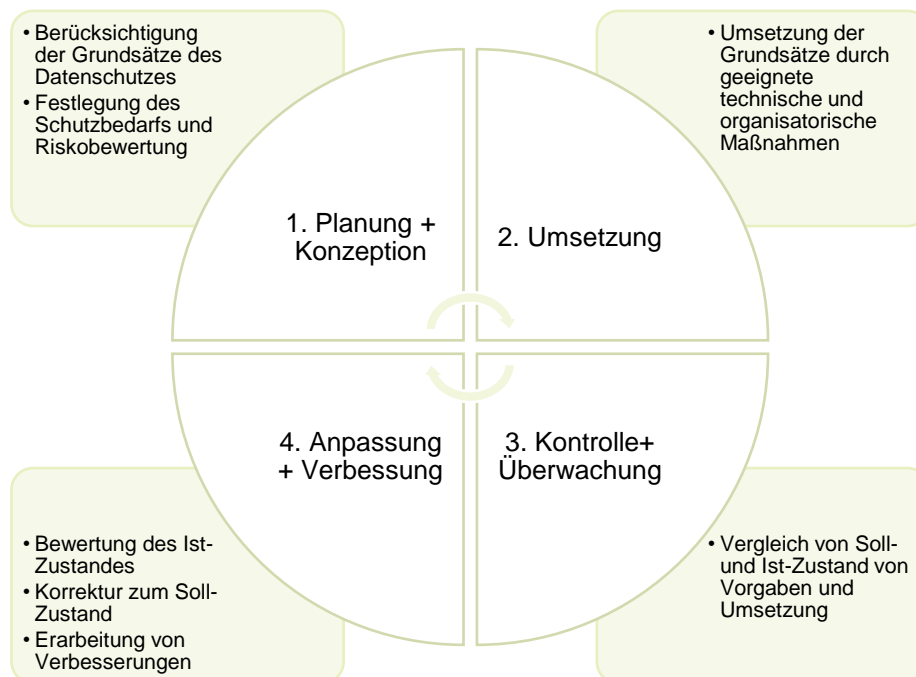 • Berücksichtigung
der Grundsätze des
Datenschutzes
• Festlegung des
Schutzbedarfs und
Riskobewertung
• Umsetzung der
Grundsätze durch
geeignete
technische und
organisatorische
Maßnahmen
1. Planung +
Konzeption
2. Umsetzung
4. Anpassung
+ Verbessung
3. Kontrolle+
Überwachung
• Bewertung des Ist-
Zustandes
• Korrektur zum Soll-
Zustand
• Erarbeitung von
Verbesserungen
• Vergleich von Soll-
und Ist-Zustand von
Vorgaben und
Umsetzung